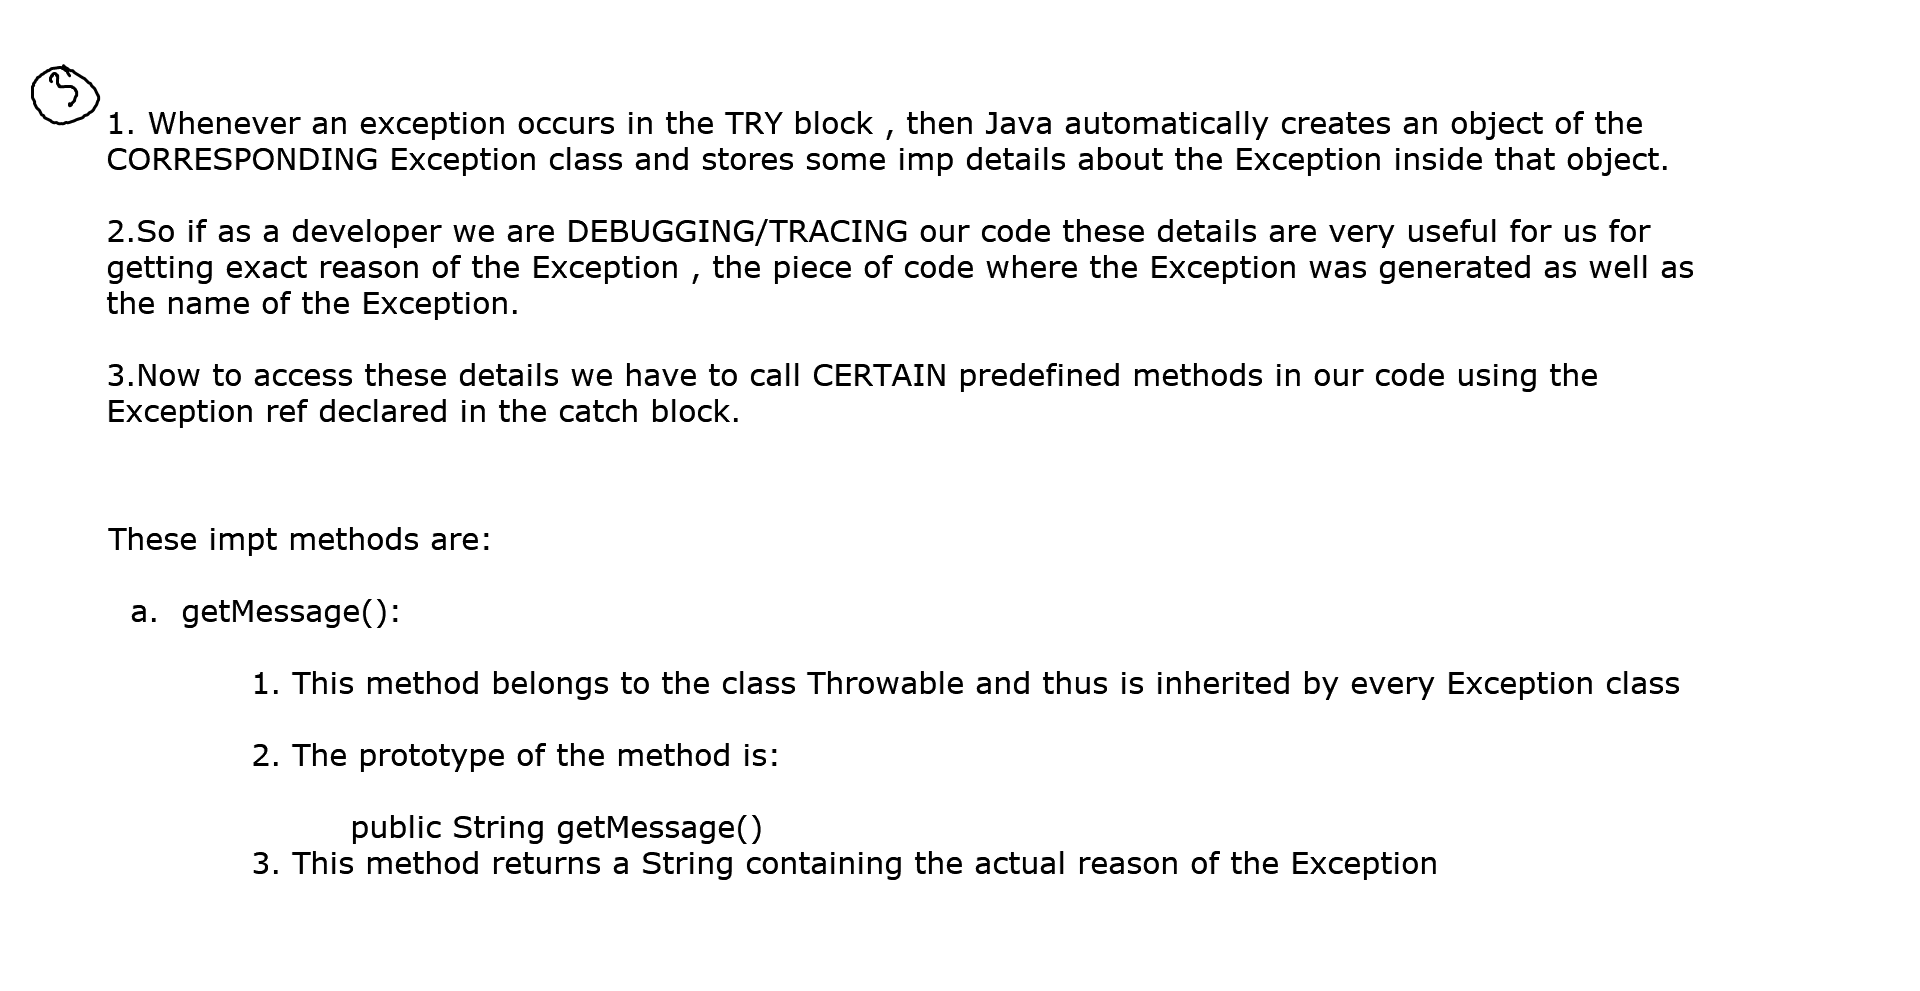 1. Whenever an exception occurs in the TRY block , then Java automatically creates an object of the
CORRESPONDING Exception class and stores some imp details about the Exception inside that object.
2.So if as a developer we are DEBUGGING/TRACING our code these details are very useful for us for
getting exact reason of the Exception , the piece of code where the Exception was generated as well as
the name of the Exception.
3.Now to access these details we have to call CERTAIN predefined methods in our code using the
Exception ref declared in the catch block.
These impt methods are:
a. getMessage():
1. This method belongs to the class Throwable and thus is inherited by every Exception class
2. The prototype of the method is:
public String getMessage()
3. This method returns a String containing the actual reason of the Exception